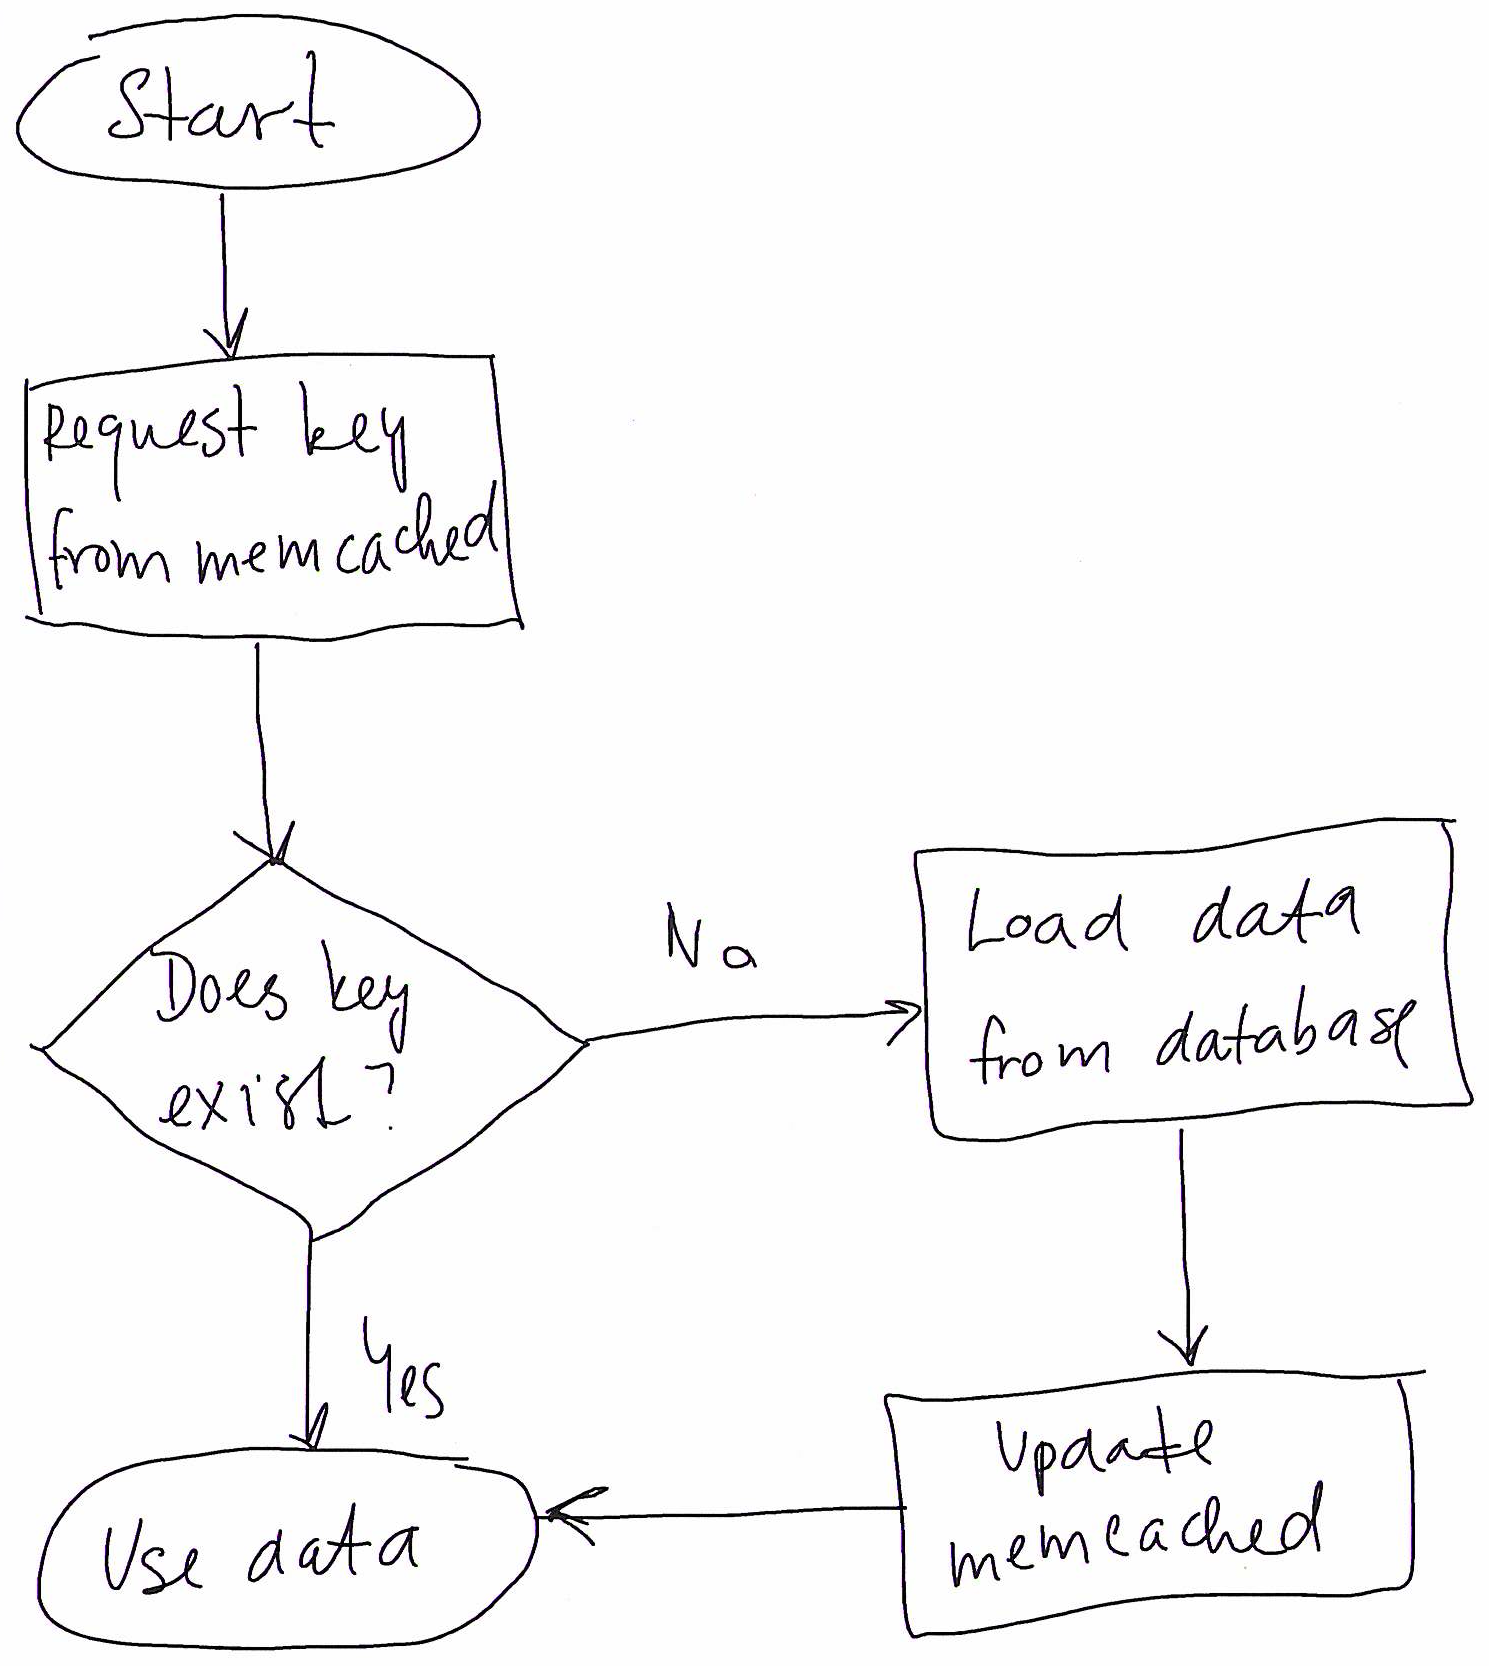 Start
Request key
from memcached
Does key
exist?
No
Load data
from database
Yes
Update
memcached
Use data